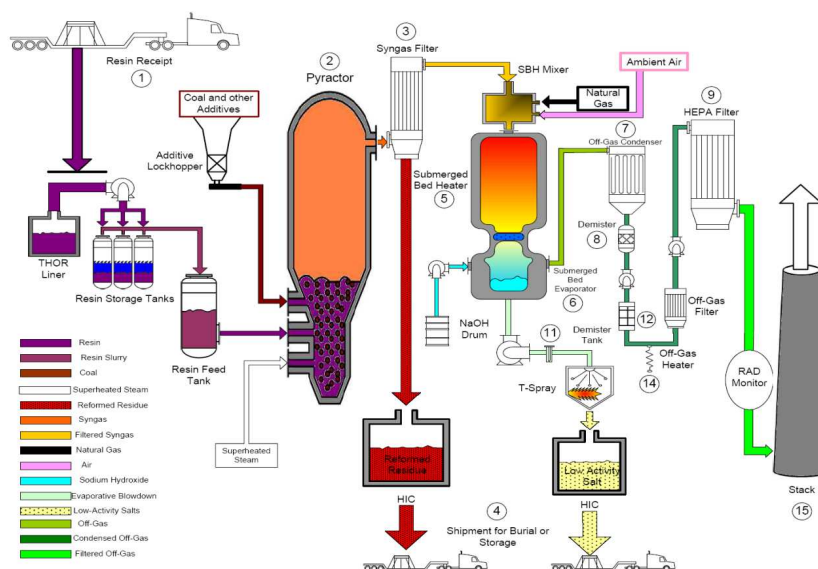 Resin Receipt
1
2
Pyractor
3
Syngas Filter
SBH Mixer
Ambient Air
Natural
Gas
9
HEPA Filter
7
Off-Gas Condenser
Coal and other
Additives
Additive
Lockhopper
Submerged
Bed Heater
5
Demister
8
THOR
Liner
Resin Storage Tanks
Submerged
Bed
Evaporator
6
NaOH
Drum
Off-Gas
Filter
12
Off-Gas
Heater
14
Demister
Tank
11
T-Spray
Resin Feed
Tank
RAD
Monitor
Superheated
Steam
Reformed
Residue
Low Activity
Salt
HIC
HIC
4
Shipment for Burial or
Storage
Stack
15
Resin
Resin Slurry
Coal
Superheated Steam
Reformed Residue
Syngas
Filtered Syngas
Natural Gas
Air
Sodium Hydroxide
Evaporative Blowdown
Low-Activity Salts
Off-Gas
Condensed Off-Gas
Filtered Off-Gas